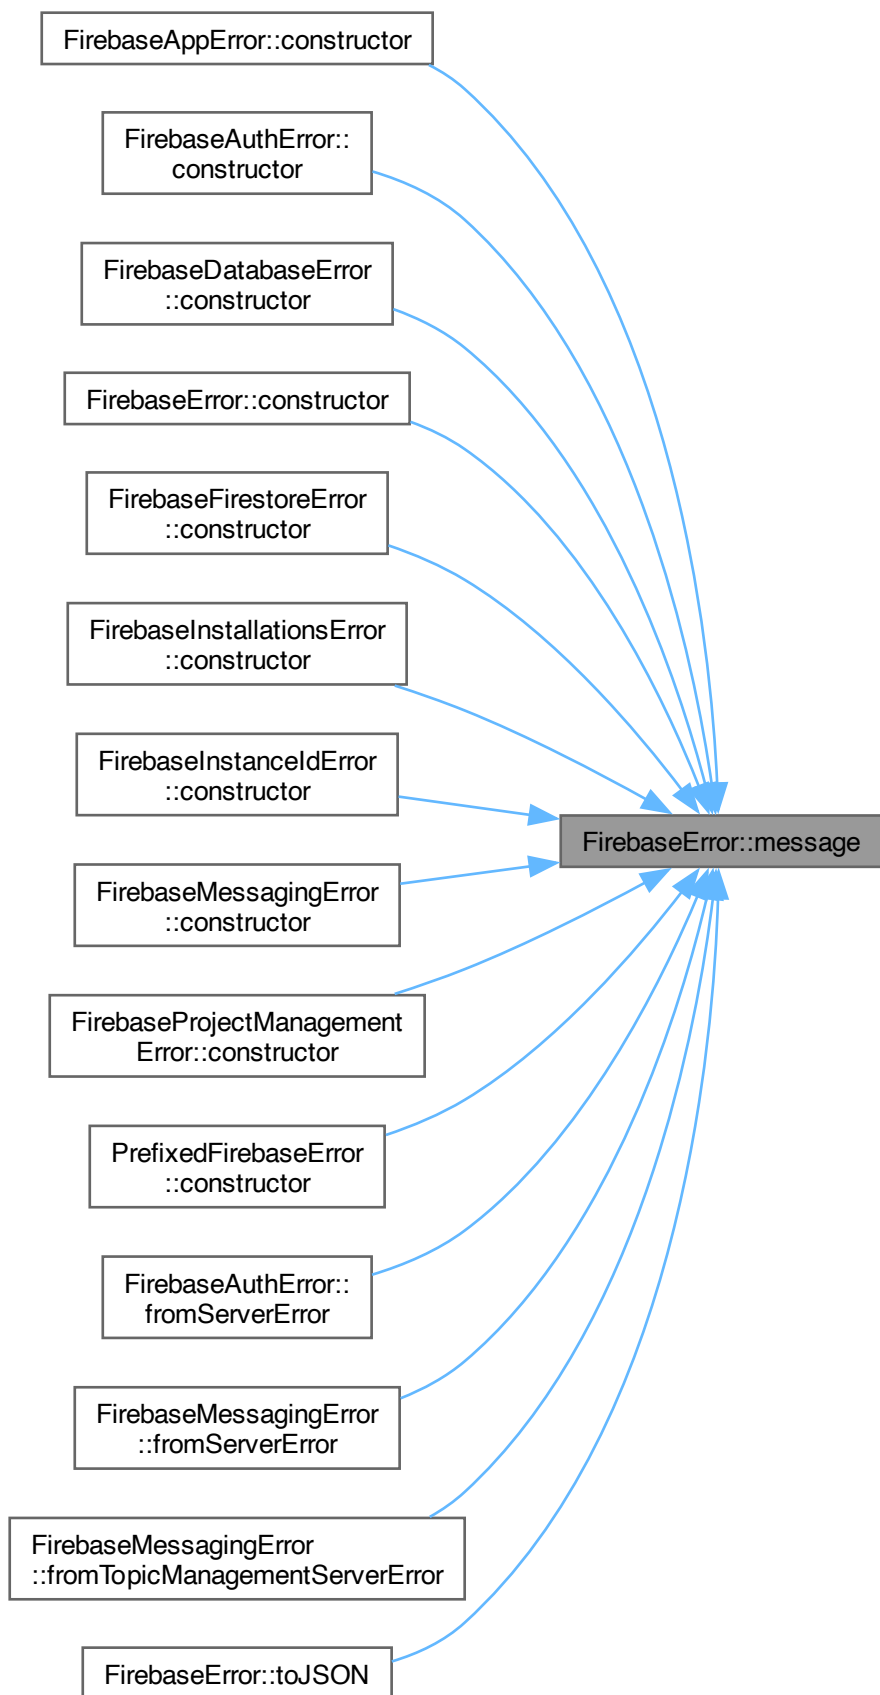 FirebaseAppError::constructor
FirebaseAuthError::
constructor
FirebaseDatabaseError
::constructor
FirebaseError::constructor
FirebaseFirestoreError
::constructor
FirebaseInstallationsError
::constructor
FirebaseInstanceIdError
::constructor
FirebaseError::message
FirebaseMessagingError
::constructor
FirebaseProjectManagement
Error::constructor
PrefixedFirebaseError
::constructor
FirebaseAuthError::
fromServerError
FirebaseMessagingError
::fromServerError
FirebaseMessagingError
::fromTopicManagementServerError
FirebaseError::toJSON